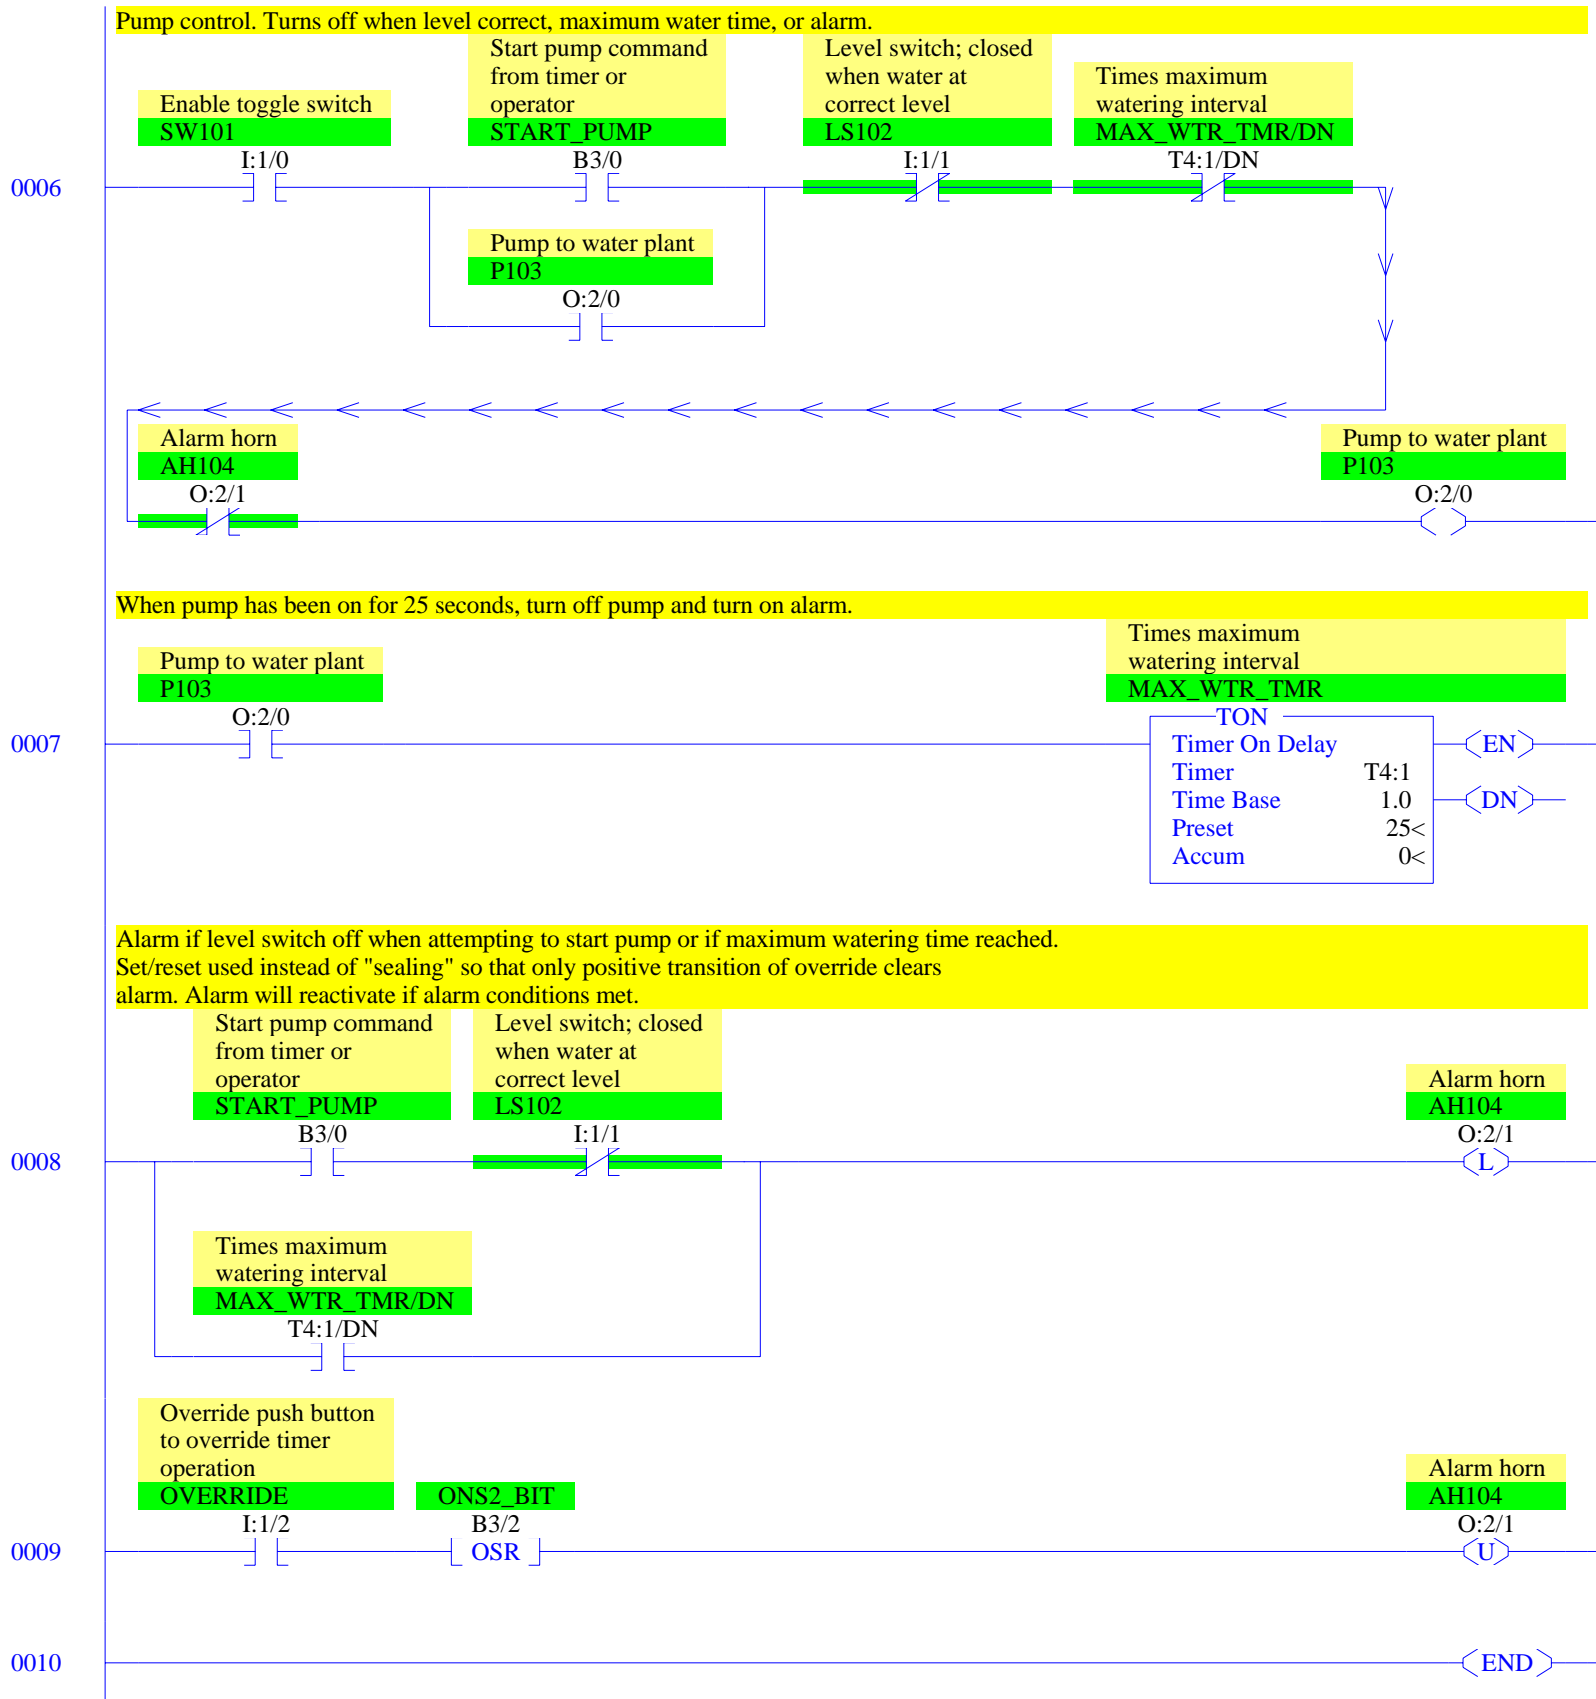 Pump control. Turns off when level correct, maximum water time, or alarm.
Enable toggle switch
SW101
I:1/0
Start pump command
from timer or
operator
START_PUMP
B3/0
Level switch; closed
when water at
correct level
LS102
I:1/1
Times maximum
watering interval
MAX_WTR_TMR/DN
T4:1/DN
0006
Pump to water plant
P103
O:2/0
Alarm horn
AH104
O:2/1
Pump to water plant
P103
O:2/0
When pump has been on for 25 seconds, turn off pump and turn on alarm.
Pump to water plant
P103
O:2/0
Times maximum
watering interval
MAX_WTR_TMR
0007
TON
Timer On Delay
Timer T4:1
Time Base 1.0
Preset 25<
Accum 0<
EN
DN
Alarm if level switch off when attempting to start pump or if maximum watering time reached.
Set/reset used instead of "sealing" so that only positive transition of override clears
alarm. Alarm will reactivate if alarm conditions met.
Start pump command
from timer or
operator
START_PUMP
B3/0
Level switch; closed
when water at
correct level
LS102
I:1/1
Alarm horn
AH104
O:2/1
0008
L
Times maximum
watering interval
MAX_WTR_TMR/DN
T4:1/DN
Override push button
to override timer
operation
OVERRIDE
I:1/2
ONS2_BIT
B3/2
OSR
Alarm horn
AH104
O:2/1
0009
U
0010
END